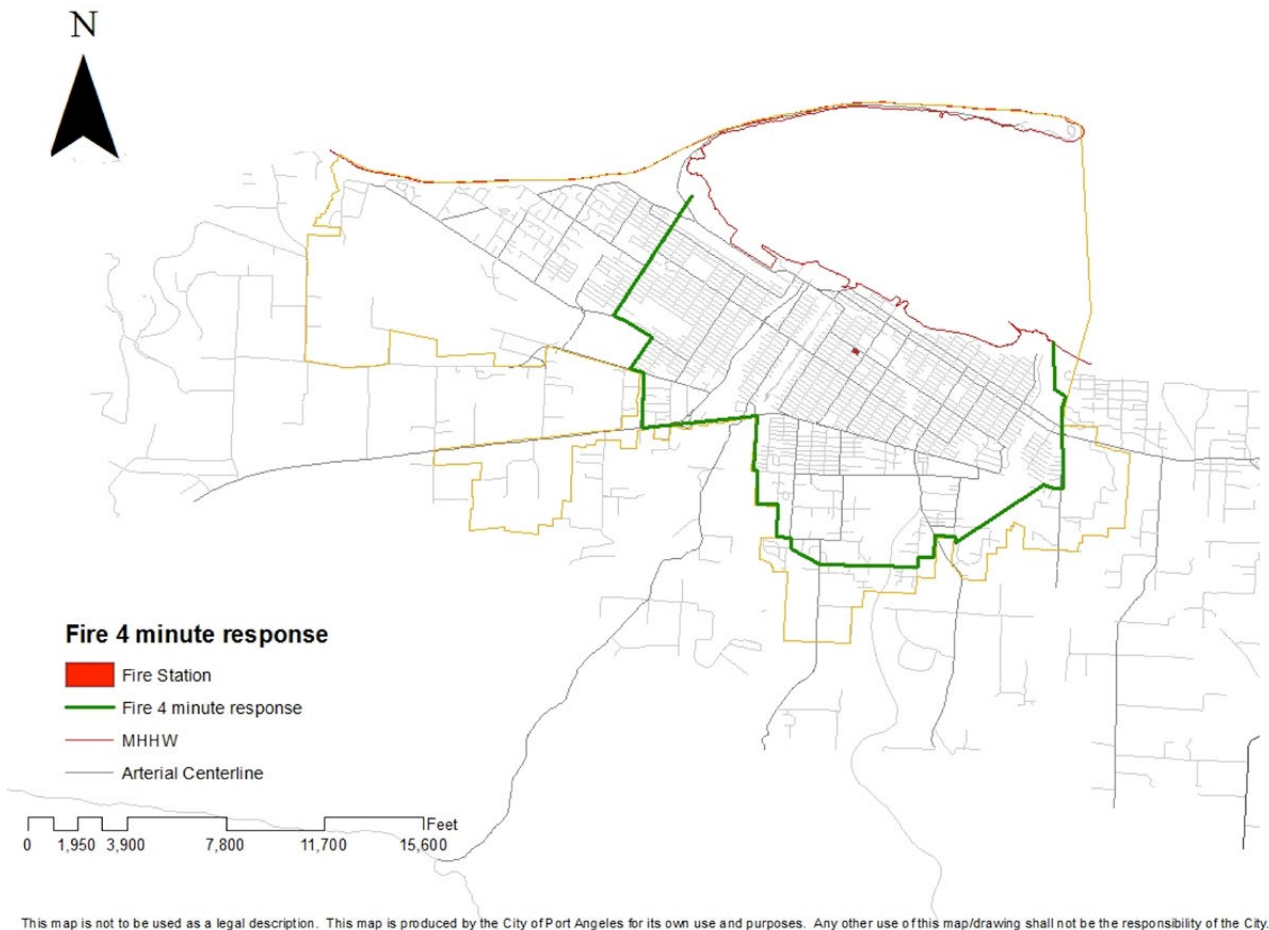 N
Fire 4 minute response
Fire Station
Fire 4 minute response
MHHW
Arterial Centerline
Feet
0 1,950 3,900 7,800 11,700 15,600
This map is not to be used as a legal description. This map is produced by the City of Port Angeles for its own use and purposes. Any other use of this map/drawing shall not be the responsibility of the City.